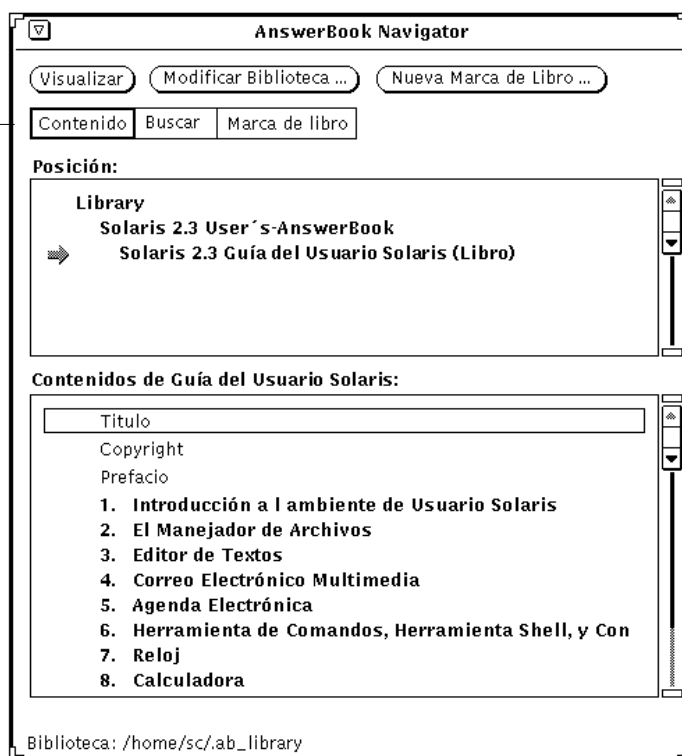 AnswerBook Navigator
Visualizar Modificar Biblioteca ... Nueva Marca de Libro ...
Contenido Buscar Marca de libro
Posición:
Library
Solaris 2.3 User´s-AnswerBook
Solaris 2.3 Guía del Usuario Solaris (Libro)
Contenidos de Guía del Usuario Solaris:
Titulo
Copyright
Prefacio
1. Introducción a l ambiente de Usuario Solaris
2. El Manejador de Archivos
3. Editor de Textos
4. Correo Electrónico Multimedia
5. Agenda Electrónica
6. Herramienta de Comandos, Herramienta Shell, y Con
7. Reloj
8. Calculadora
Biblioteca: /home/sc/.ab_library